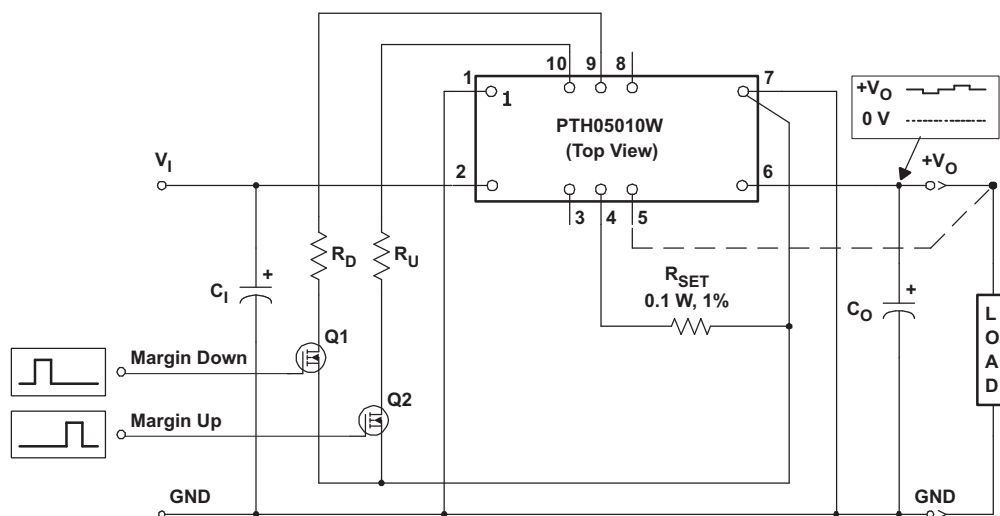 10 9 8
1 7
1
+VO
0 V
PTH05010W
(Top View)
VI
2 6
+VO
3 4 5
RD
RU
RSET
0.1 W, 1%
CI
+
+
CO
L
O
A
D
Q1
Margin Down
Q2
Margin Up
GND
GND